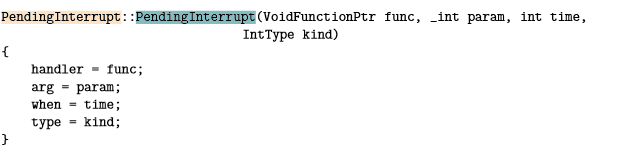 PendingInterrupt::PendingInterrupt(VoidFunctionPtr func, _int param, int time,
IntType kind)
{
handler = func;
arg = param;
when = time;
type = kind;
}